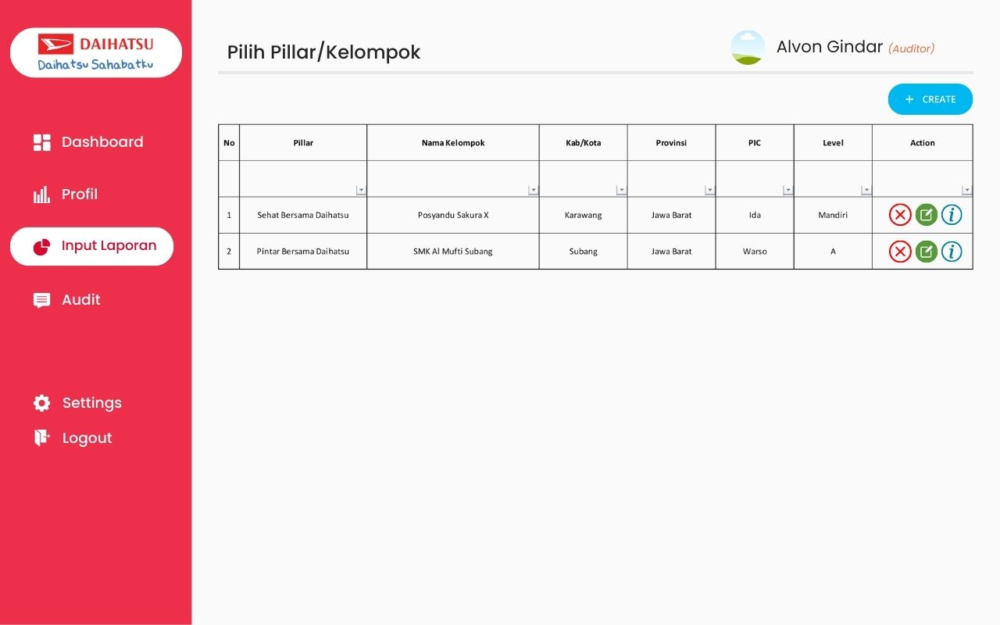 DAIHATSU
Daihatsu Sahabatku
Pilih Pillar/Kelompok
Alvon Gindar (Auditor)
+ CREATE
Dashboard
Profil
Input Laporan
Audit
Settings
Logout
No Pillar Nama Kelompok Kab/Kota Provinsi PIC Level Action
1 Sehat Bersama Daihatsu Posyandu Sakura X Karawang Jawa Barat Ida Mandiri
2 Pintar Bersama Daihatsu SMK Al Mufti Subang Subang Jawa Barat Warso A